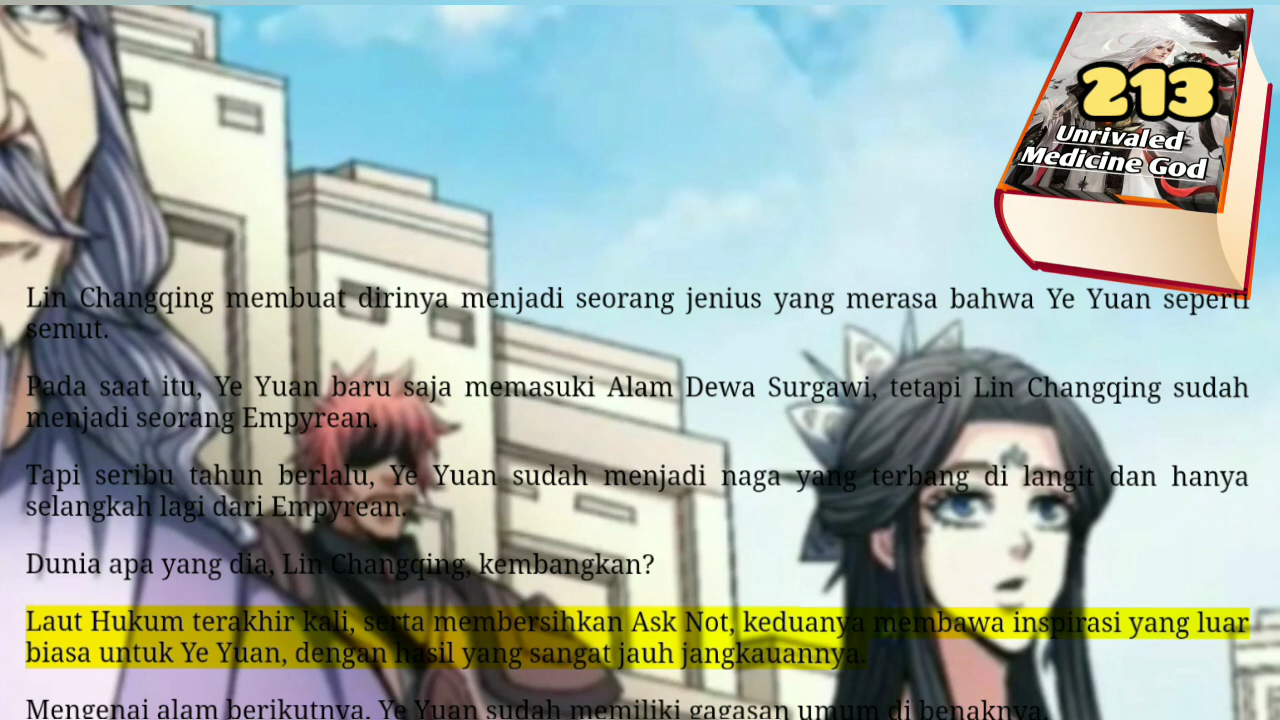 213
Unrivaled
Medicine God
Lin Changqing membuat dirinya menjadi seorang jenius yang merasa bahwa Ye Yuan seperti
semut.
Pada saat itu, Ye Yuan baru saja memasuki Alam Dewa Surgawi, tetapi Lin Changqing sudah
menjadi seorang Empyrean.
Tapi seribu tahun berlalu, Ye Yuan sudah menjadi naga yang terbang di langit dan hanya
selangkah lagi dari Empyrean.
Dunia apa yang dia, Lin Changqing, kembangkan?
Laut Hukum terakhir kali, serta membersihkan Ask Not, keduanya membawa inspirasi yang luar
biasa untuk Ye Yuan, dengan hasil yang sangat jauh jangkauannya.
Mengenai alam berikutnya, Ye Yuan sudah memiliki gagasan umum di benaknya.